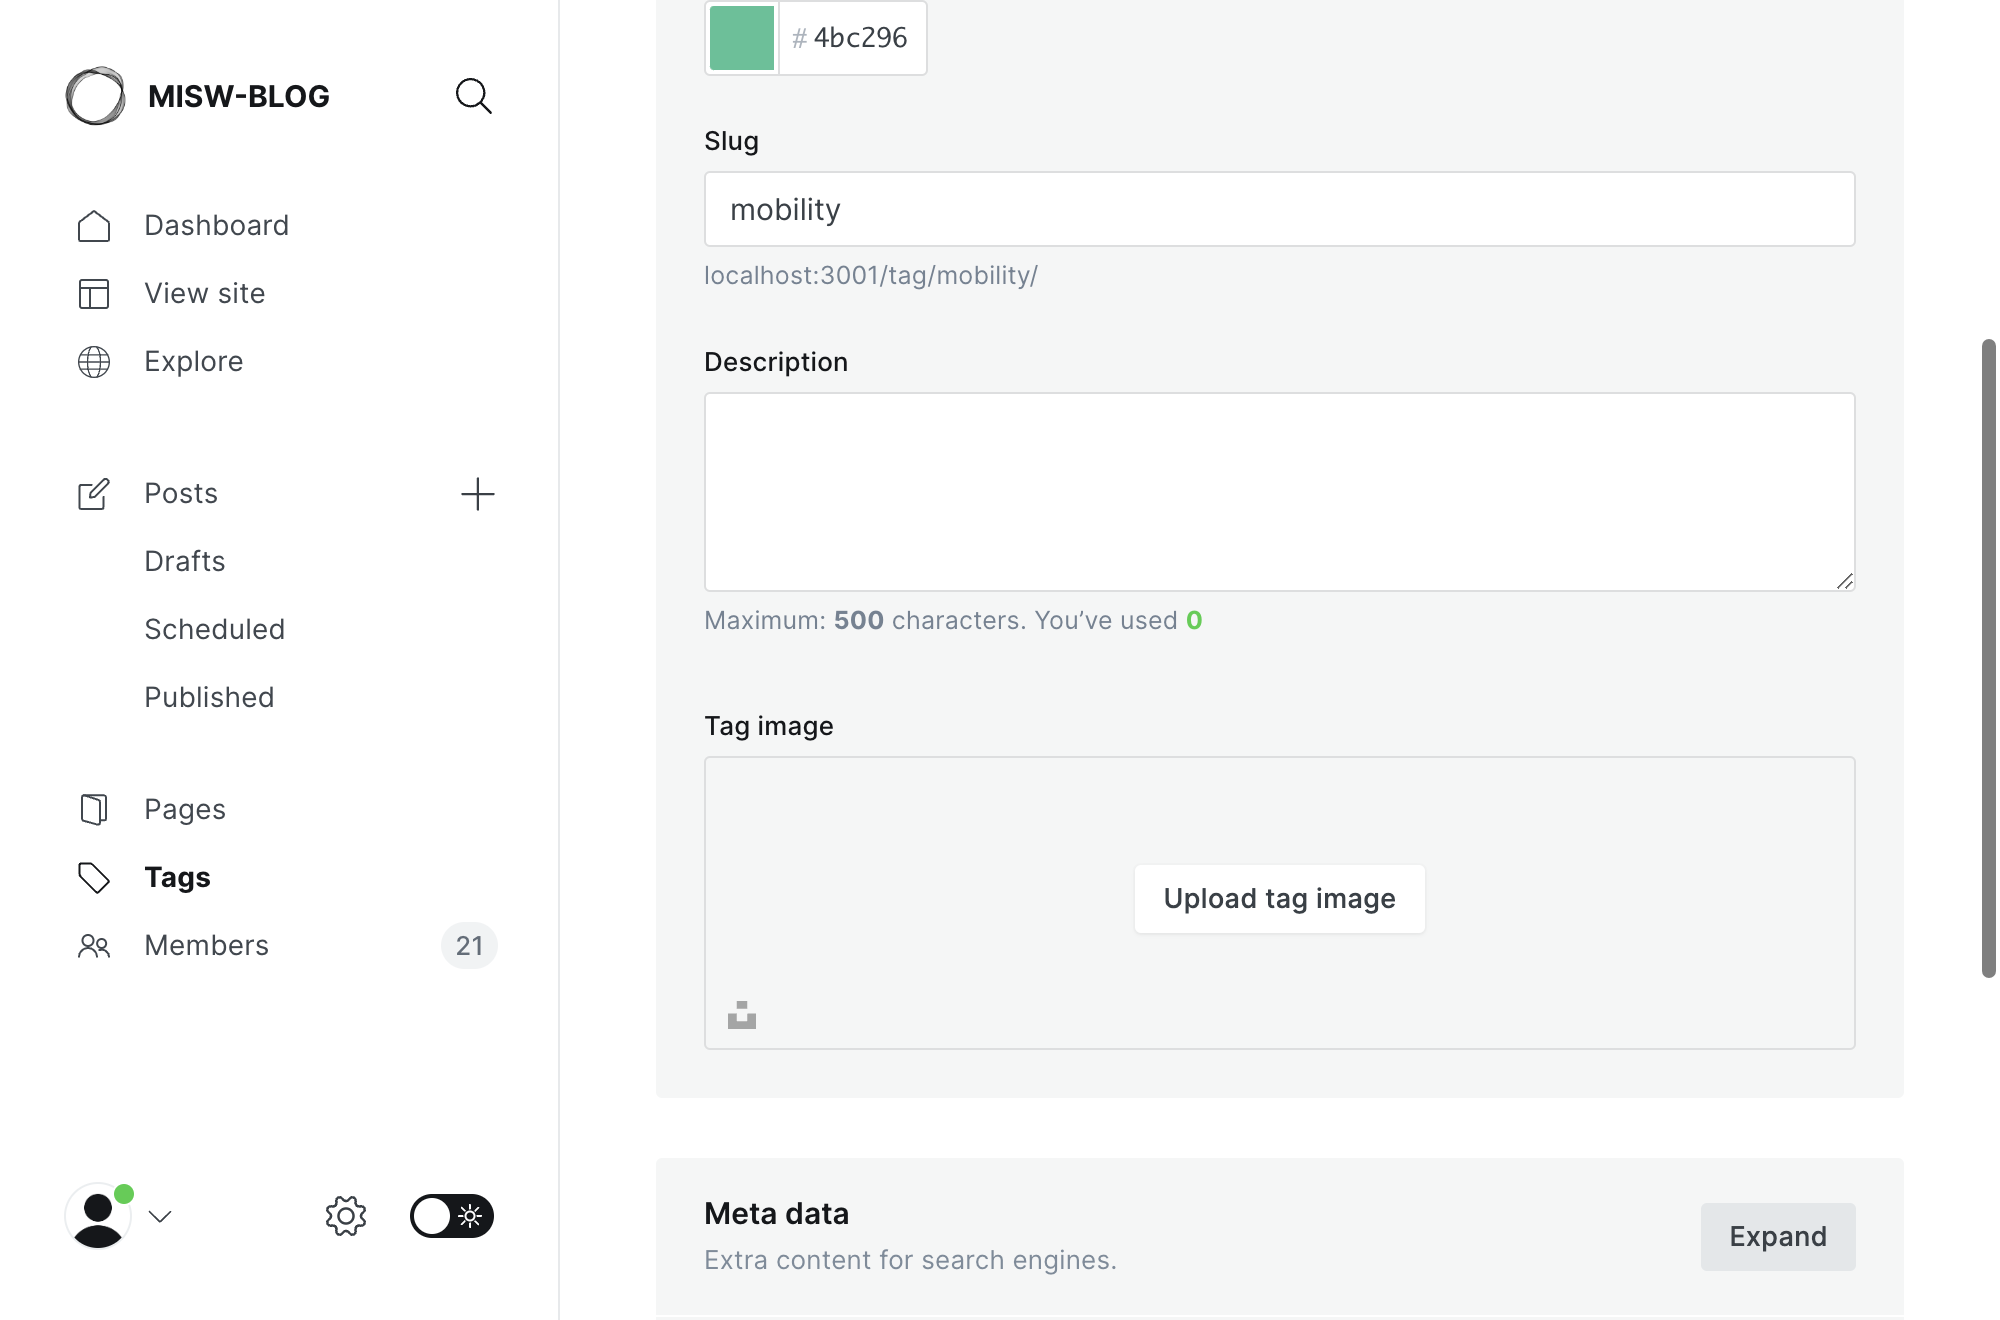 MISW-BLOG
Dashboard
View site
Explore
Posts
Drafts
Scheduled
Published
Pages
Tags
Members 21
# 4bc296
Slug
mobility
localhost:3001/tag/mobility/
Description
Maximum: 500 characters. You’ve used 0
Tag image
Upload tag image
Meta data
Extra content for search engines.
Expand